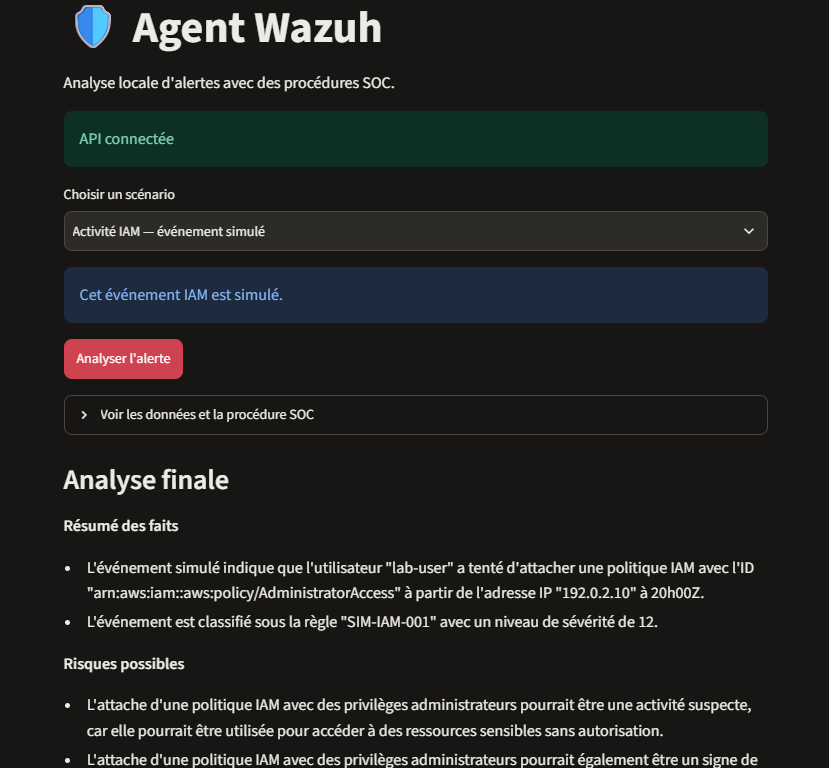 Agent Wazuh
Analyse locale d'alertes avec des procédures SOC.
API connectée
Choisir un scénario
Activité IAM — événement simulé
Cet événement IAM est simulé.
Analyser l'alerte
Voir les données et la procédure SOC
Analyse finale
Résumé des faits
L'événement simulé indique que l'utilisateur "lab-user" a tenté d'attacher une politique IAM avec l'ID
"arn:aws:iam::aws:policy/AdministratorAccess" à partir de l'adresse IP "192.0.2.10" à 20h00Z.
L'événement est classifié sous la règle "SIM-IAM-001" avec un niveau de sévérité de 12.
Risques possibles
L'attache d'une politique IAM avec des privilèges administrateurs pourrait être une activité suspecte,
car elle pourrait être utilisée pour accéder à des ressources sensibles sans autorisation.
L'attache d'une politique IAM avec des privilèges administrateurs pourrait également être un signe de